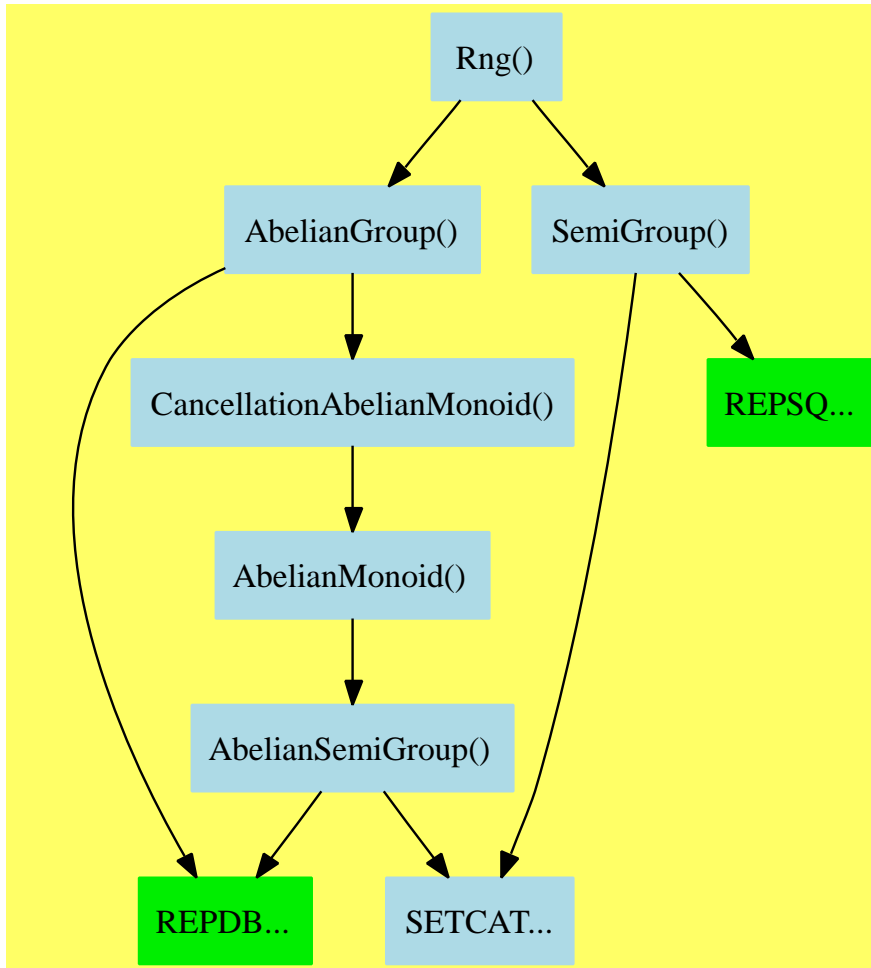 Rng()
AbelianGroup()
SemiGroup()
CancellationAbelianMonoid()
REPSQ...
AbelianMonoid()
AbelianSemiGroup()
REPDB...
SETCAT...